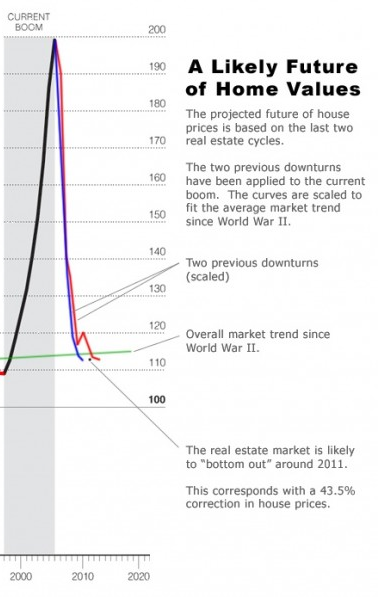 CURRENT
BOOM
200
190
180
170
160
150
140
130
120
110
100
2000
2010
2020
A Likely Future
of Home Values
The projected future of house
prices is based on the last two
real estate cycles.
The two previous downturns
have been applied to the current
boom. The curves are scaled to
fit the average market trend
since World War II.
Two previous downturns
(scaled)
Overall market trend since
World War II.
The real estate market is likely
to “bottom out” around 2011.
This corresponds with a 43.5%
correction in house prices.